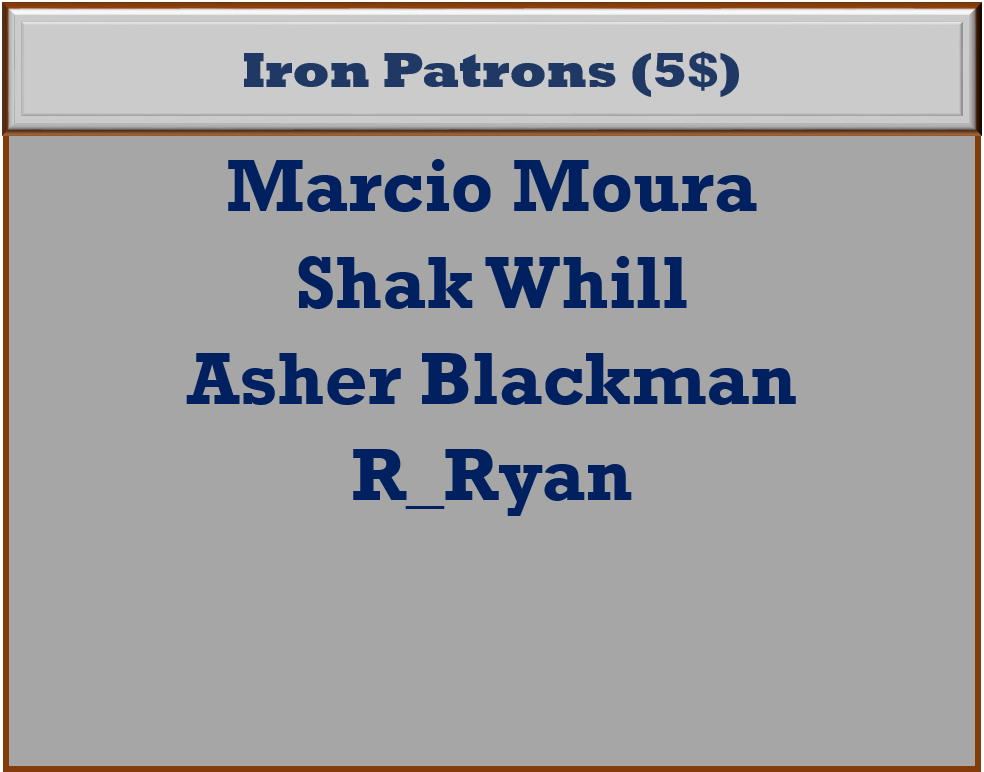 Iron Patrons (5$)
Marcio Moura
Shak Whill
Asher Blackman
R_Ryan